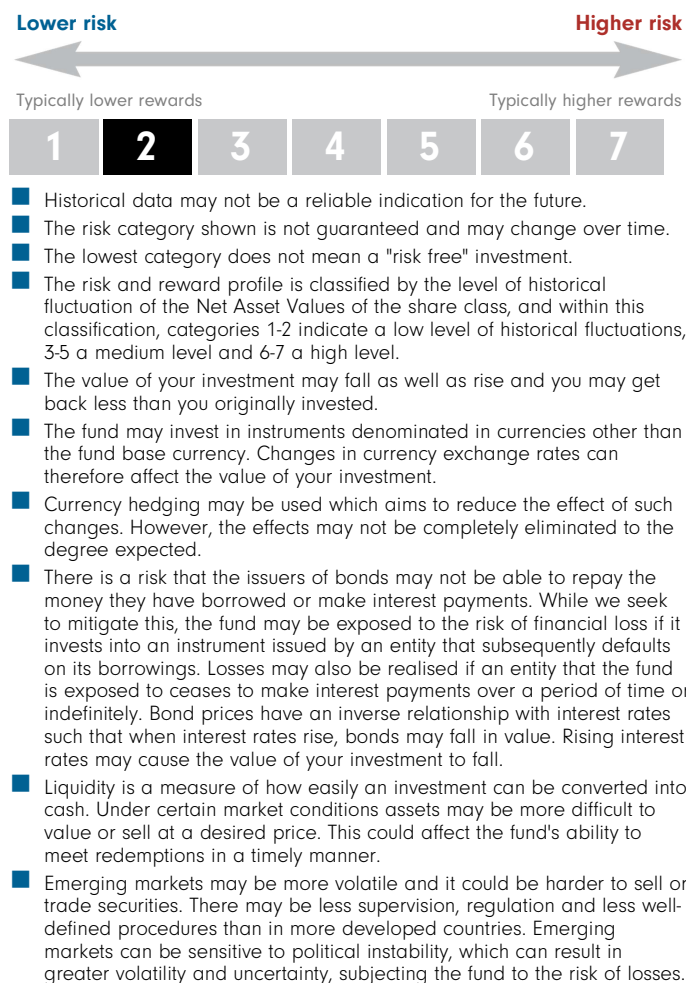 Lower risk Higher risk
Typically lower rewards Typically higher rewards
1 2 3 4 5 6 7
Historical data may not be a reliable indication for the future.
The risk category shown is not guaranteed and may change over time.
The lowest category does not mean a "risk free" investment.
The risk and reward profile is classified by the level of historical
fluctuation of the Net Asset Values of the share class, and within this
classification, categories 1-2 indicate a low level of historical fluctuations,
3-5 a medium level and 6-7 a high level.
The value of your investment may fall as well as rise and you may get
back less than you originally invested.
The fund may invest in instruments denominated in currencies other than
the fund base currency. Changes in currency exchange rates can
therefore affect the value of your investment.
Currency hedging may be used which aims to reduce the effect of such
changes. However, the effects may not be completely eliminated to the
degree expected.
There is a risk that the issuers of bonds may not be able to repay the
money they have borrowed or make interest payments. While we seek
to mitigate this, the fund may be exposed to the risk of financial loss if it
invests into an instrument issued by an entity that subsequently defaults
on its borrowings. Losses may also be realised if an entity that the fund
is exposed to ceases to make interest payments over a period of time or
indefinitely. Bond prices have an inverse relationship with interest rates
such that when interest rates rise, bonds may fall in value. Rising interest
rates may cause the value of your investment to fall.
Liquidity is a measure of how easily an investment can be converted into
cash. Under certain market conditions assets may be more difficult to
value or sell at a desired price. This could affect the fund's ability to
meet redemptions in a timely manner.
Emerging markets may be more volatile and it could be harder to sell or
trade securities. There may be less supervision, regulation and less well-
defined procedures than in more developed countries. Emerging
markets can be sensitive to political instability, which can result in
greater volatility and uncertainty, subjecting the fund to the risk of losses.